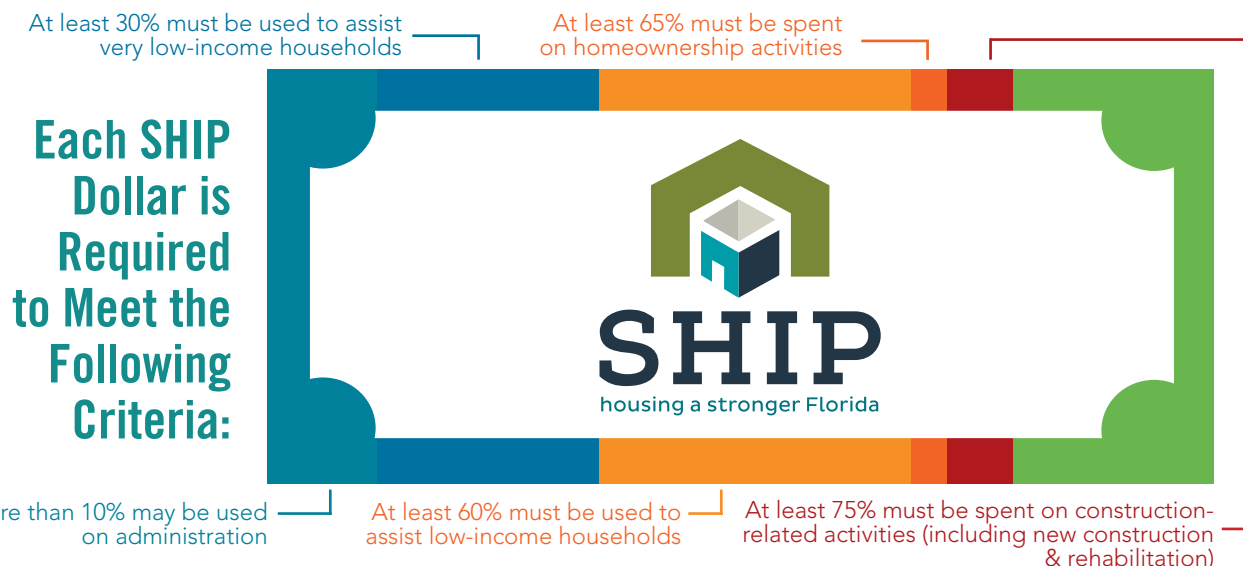 At least 30% must be used to assist
very low-income households
At least 65% must be spent
on homeownership activities
Each SHIP
Dollar is
Required
to Meet the
Following
Criteria:
SHIP
housing a stronger Florida
than 10% may be used
on administration
At least 60% must be used to
assist low-income households
At least 75% must be spent on construction-
related activities (including new construction
& rehabilitation)